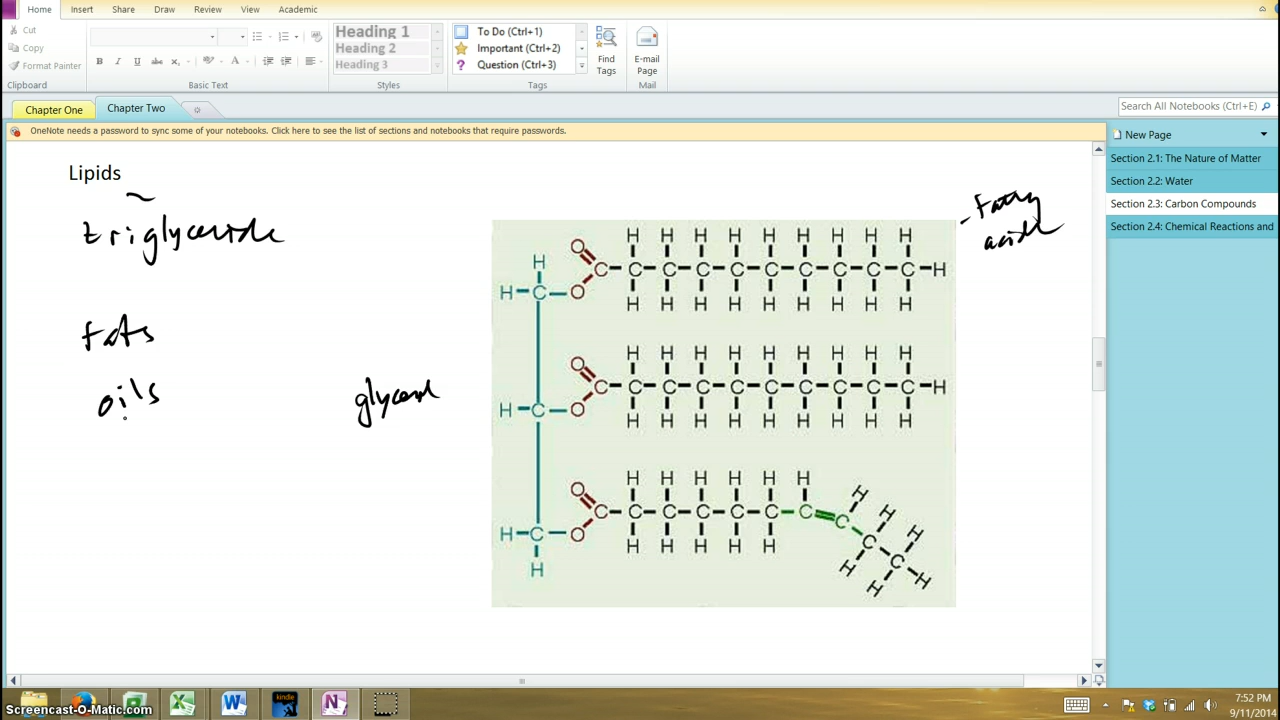 Home Insert Share Draw Review View Academic
Cut
Copy
Format Painter
Clipboard
B I U abc x₂ A
Basic Text
Heading 1
Heading 2
Heading 3
Styles
To Do (Ctrl+1)
Important (Ctrl+2)
Question (Ctrl+3)
Tags
Find
Tags
E-mail
Page
Mail
Chapter One Chapter Two
Search All Notebooks (Ctrl+E)
OneNote needs a password to sync some of your notebooks. Click here to see the list of sections and notebooks that require passwords.
New Page
Section 2.1: The Nature of Matter
Section 2.2: Water
Section 2.3: Carbon Compounds
Section 2.4: Chemical Reactions and
Lipids
triglyceride
Fats
oils
glycerol
- Fatty
acids
H H H H H H H H H
O
H
C C C C C C C C C C H
H C O
H H H H H H H H H
H H H H H H H H H
O
C C C C C C C C C C H
H C O
H H H H H H H H H
H H H H H H
H
O
H
H
C C C C C C C C
H C O
C
H H H H H
C
H
H
H
H
kindle
W
N
Screencast-O-Matic.com
7:52 PM
9/11/2014